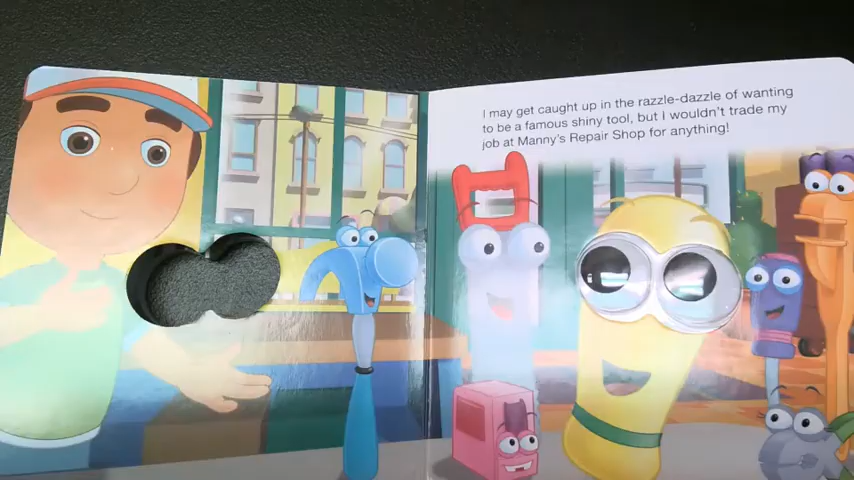 I may get caught up in the razzle-dazzle of wanting
to be a famous shiny tool, but I wouldn't trade my
job at Manny's Repair Shop for anything!